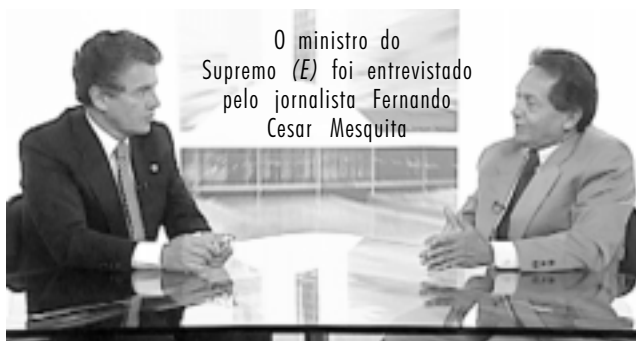 O ministro do
Supremo (E) foi entrevistado
pelo jornalista Fernando
Cesar Mesquita